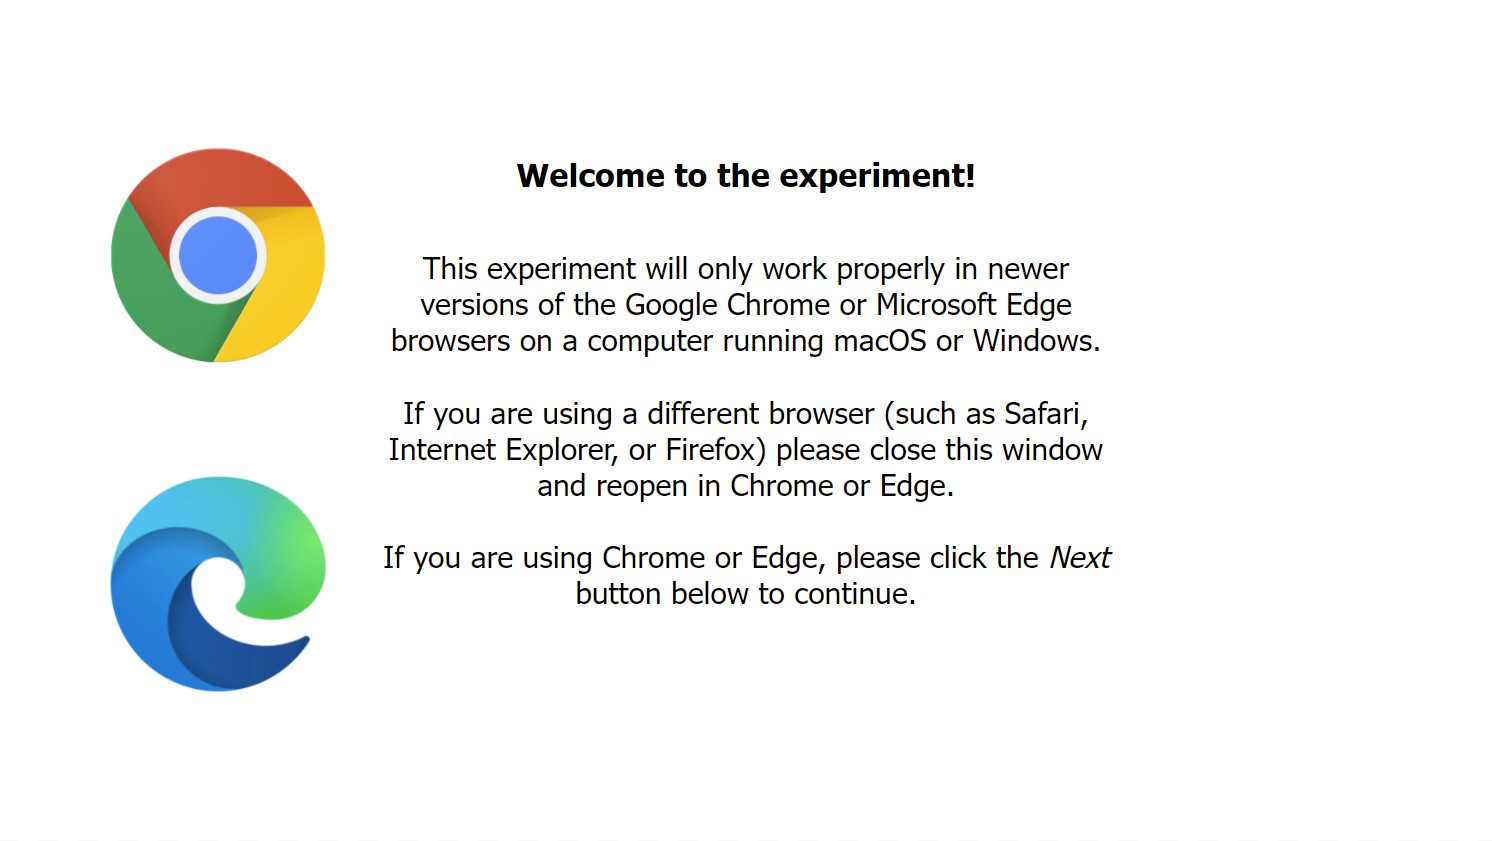 Welcome to the experiment!
This experiment will only work properly in newer
versions of the Google Chrome or Microsoft Edge
browsers on a computer running macOS or Windows.
If you are using a different browser (such as Safari,
Internet Explorer, or Firefox) please close this window
and reopen in Chrome or Edge.
If you are using Chrome or Edge, please click the Next
button below to continue.